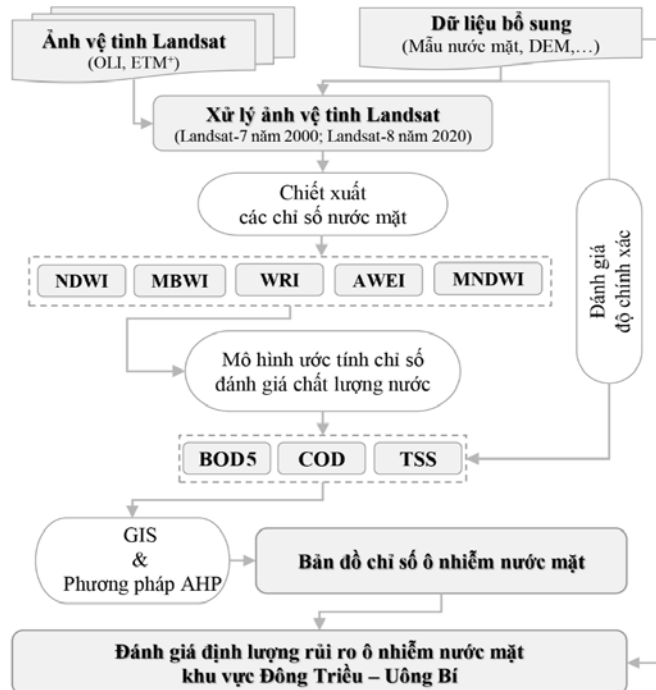 Ảnh vệ tinh Landsat
(OLI, ETM⁺)
Dữ liệu bổ sung
(Mẫu nước mặt, DEM,…)
Xử lý ảnh vệ tinh Landsat
(Landsat-7 năm 2000; Landsat-8 năm 2020)
Chiết xuất
các chỉ số nước mặt
NDWI
MBWI
WRI
AWEI
MNDWI
Đánh giá
độ chính xác
Mô hình ước tính chỉ số
đánh giá chất lượng nước
BOD5
COD
TSS
GIS
&
Phương pháp AHP
Bản đồ chỉ số ô nhiễm nước mặt
Đánh giá định lượng rủi ro ô nhiễm nước mặt
khu vực Đông Triều – Uông Bí